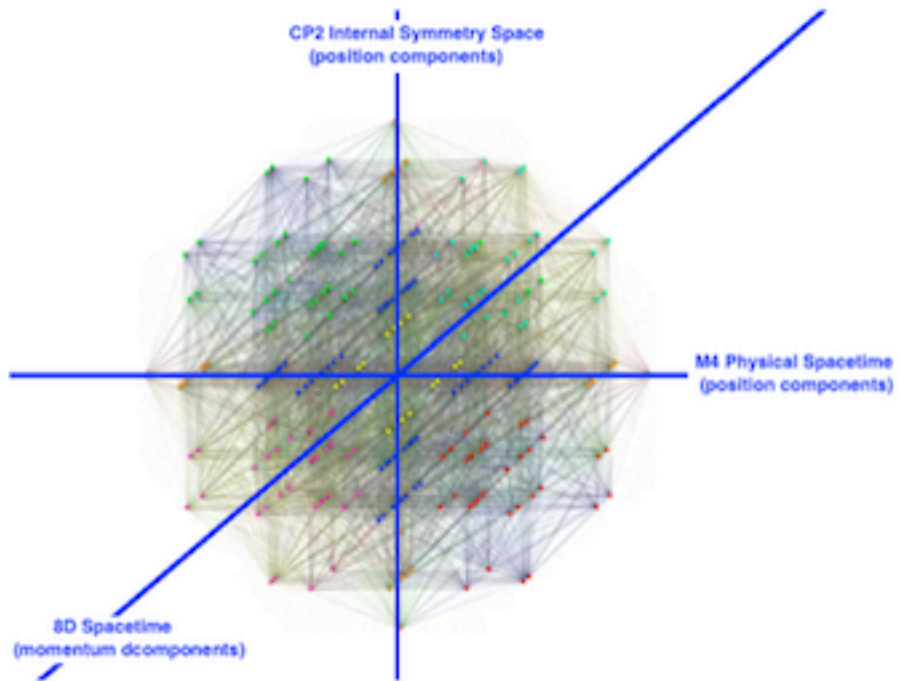 CP2 Internal Symmetry Space
(position components)
M4 Physical Spacetime
(position components)
8D Spacetime
(momentum dcomponents)